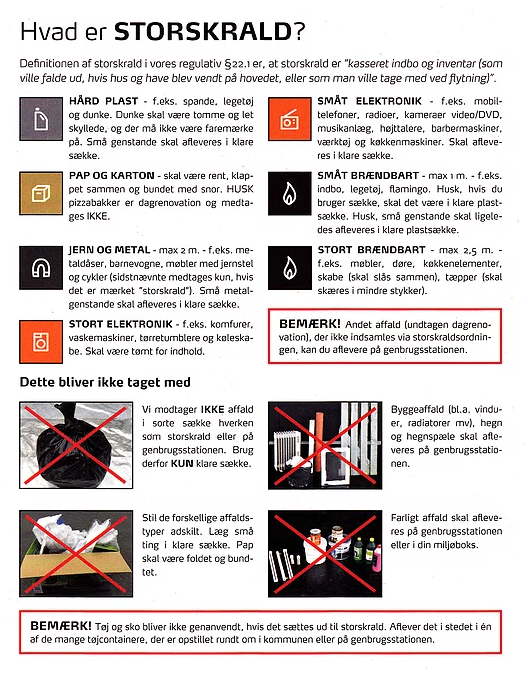 Hvad er STORSKRALD?
Definitionen af storskrald i vores regulativ §22.1 er, at storskrald er "kasseret indbo og inventar (som
ville falde ud, hvis hus og have blev vendt på hovedet, eller som man ville tage med ved flytning)".
HÅRD PLAST - f.eks. spande, legetøj
og dunke. Dunke skal være tomme og let
skyllede, og der må ikke være faremærke
på. Små genstande skal afleveres i klare
sække.
PAP OG KARTON - skal være rent, klap-
pet sammen og bundet med snor. HUSK
pizzabakker er dagrenovation og medta-
ges IKKE.
JERN OG METAL - max 2 m. - f.eks. me-
taldåser, barnevogne, møbler med jernstel
og cykler (sidstnævnte medtages kun, hvis
det er mærket "storskrald"). Små metal-
genstande skal afleveres i klare sække.
STORT ELEKTRONIK - f.eks. komfurer,
vaskemaskiner, tørretumblere og køleska-
be. Skal være tømt for indhold.
SMÅT ELEKTRONIK - f.eks. mobil-
telefoner, radioer, kameraer video/DVD,
musikanlæg, højttalere, barbermaskiner,
værktøj og køkkenmaskiner. Skal afleve-
res i klare sække.
SMÅT BRÆNDBART - max 1 m. - f.eks.
indbo, legetøj, flamingo. Husk, hvis du
bruger sække, skal det være i klare plast-
sække. Husk, små genstande skal ligele-
des afleveres i klare plastsække.
STORT BRÆNDBART - max 2,5 m. -
f.eks. møbler, døre, køkkenelementer,
skabe (skal slås sammen), tæpper (skal
skæres i mindre stykker).
BEMÆRK! Andet affald (undtagen dagreno-
vation), der ikke indsamles via storskraldsordnin-
gen, kan du aflevere på genbrugsstationen.
Dette bliver ikke taget med
Vi modtager IKKE affald
i sorte sække hverken
som storskrald eller på
genbrugsstationen. Brug
derfor KUN klare sække.
Byggeaffald (bl.a. vindu-
er, radiatorer mv), hegn
og hegnspæle skal afle-
veres på genbrugsstatio-
nen.
Stil de forskellige affalds-
typer adskilt. Læg små
ting i klare sække. Pap
skal være foldet og bund-
tet.
Farligt affald skal afleve-
res på genbrugsstationen
eller i din miljøboks.
BEMÆRK! Tøj og sko bliver ikke genanvendt, hvis det sættes ud til storskrald. Aflever det i stedet i én
af de mange tøjcontainere, der er opstillet rundt om i kommunen eller på genbrugsstationen.